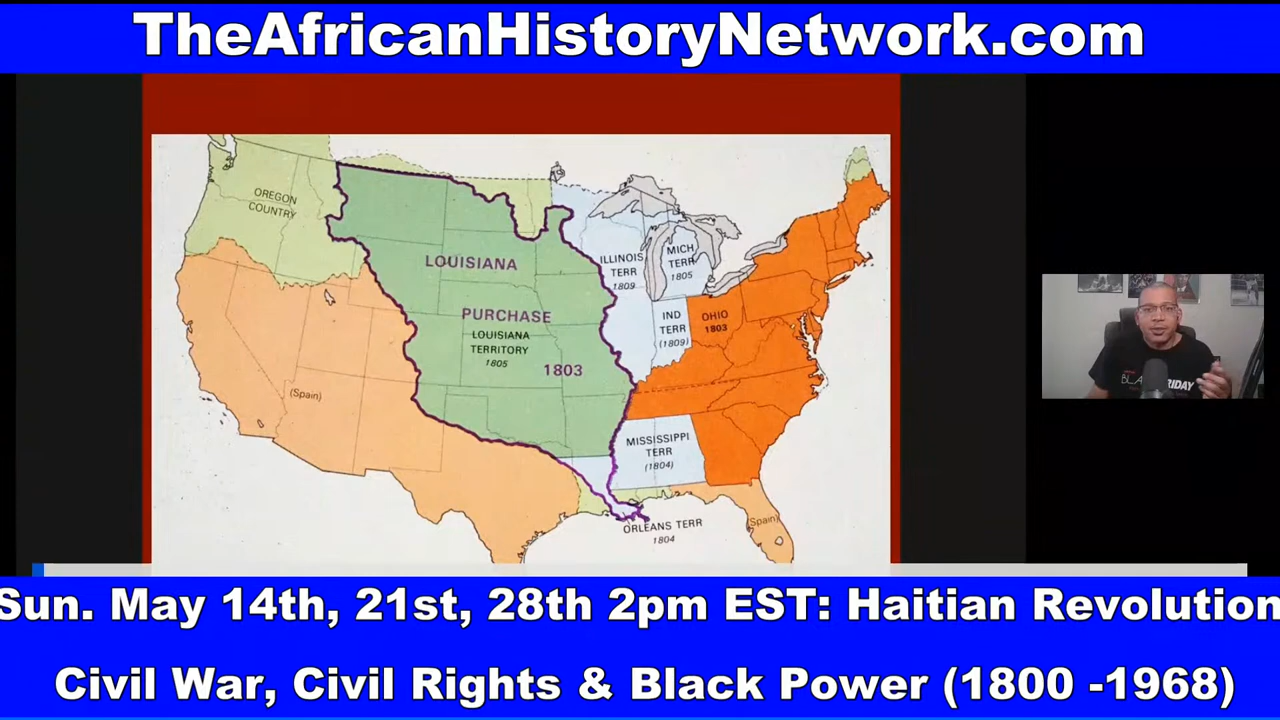 TheAfricanHistoryNetwork.com
OREGON
COUNTRY
LOUISIANA
PURCHASE
LOUISIANA
TERRITORY
1805
1803
(Spain)
ILLINOIS
TERR
1809
MICH
TERR
1805
IND
TERR
(1809)
OHIO
1803
MISSISSIPPI
TERR
(1804)
ORLEANS TERR
1804
(Spain)
Sun. May 14th, 21st, 28th 2pm EST: Haitian Revolution
Civil War, Civil Rights & Black Power (1800 -1968)